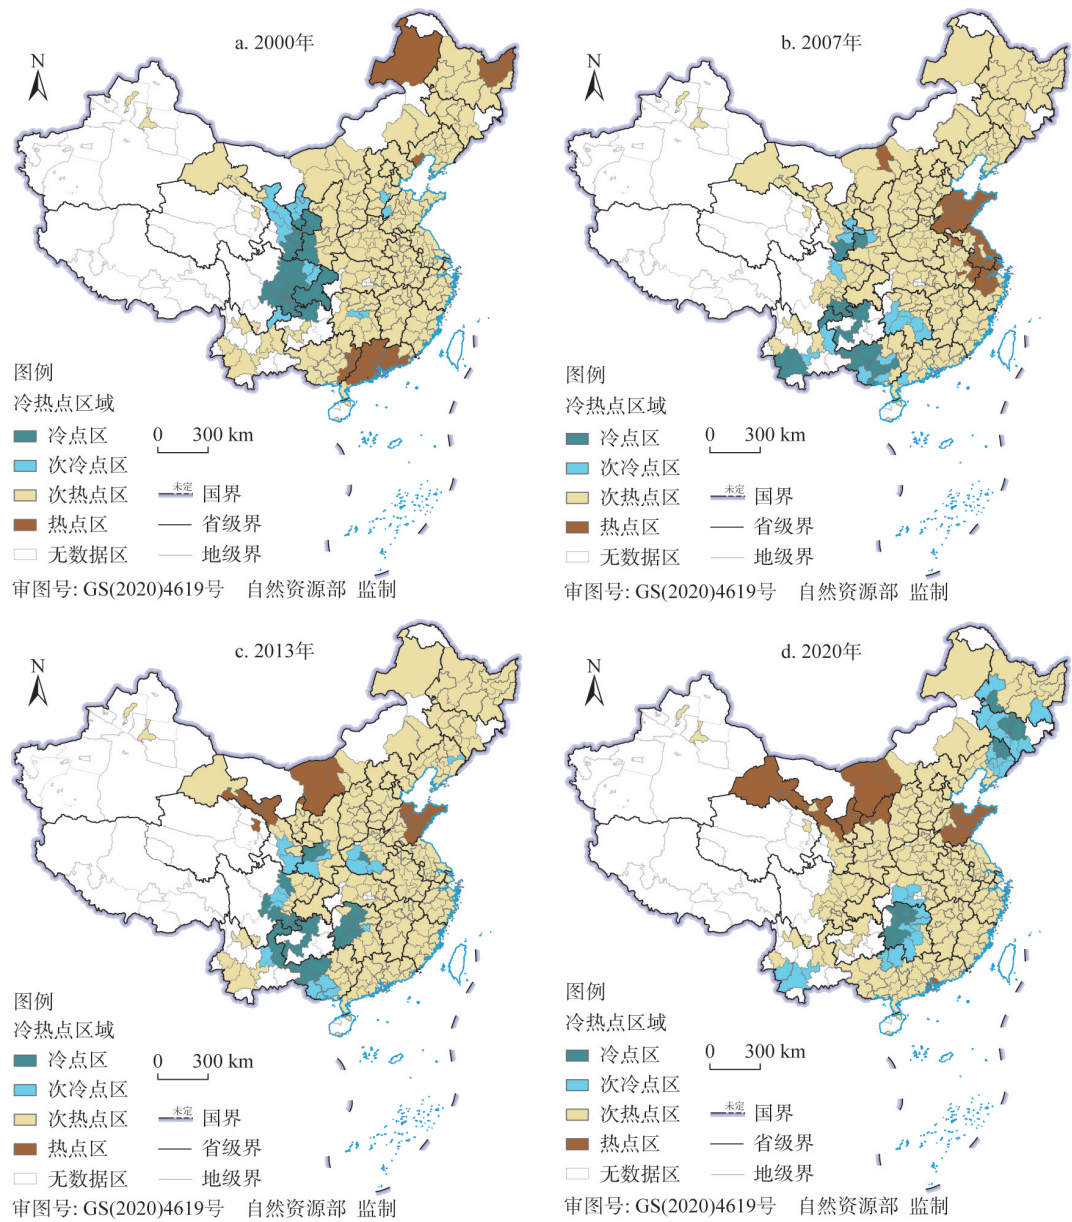 a. 2000年
N
图例
冷热点区域
冷点区
次冷点区
次热点区
热点区
无数据区
0 300 km
未定 国界
省级界
地级界
审图号: GS(2020)4619号 自然资源部 监制
b. 2007年
N
图例
冷热点区域
冷点区
次冷点区
次热点区
热点区
无数据区
0 300 km
未定 国界
省级界
地级界
审图号: GS(2020)4619号 自然资源部 监制
c. 2013年
N
图例
冷热点区域
冷点区
次冷点区
次热点区
热点区
无数据区
0 300 km
未定 国界
省级界
地级界
审图号: GS(2020)4619号 自然资源部 监制
d. 2020年
N
图例
冷热点区域
冷点区
次冷点区
次热点区
热点区
无数据区
0 300 km
未定 国界
省级界
地级界
审图号: GS(2020)4619号 自然资源部 监制